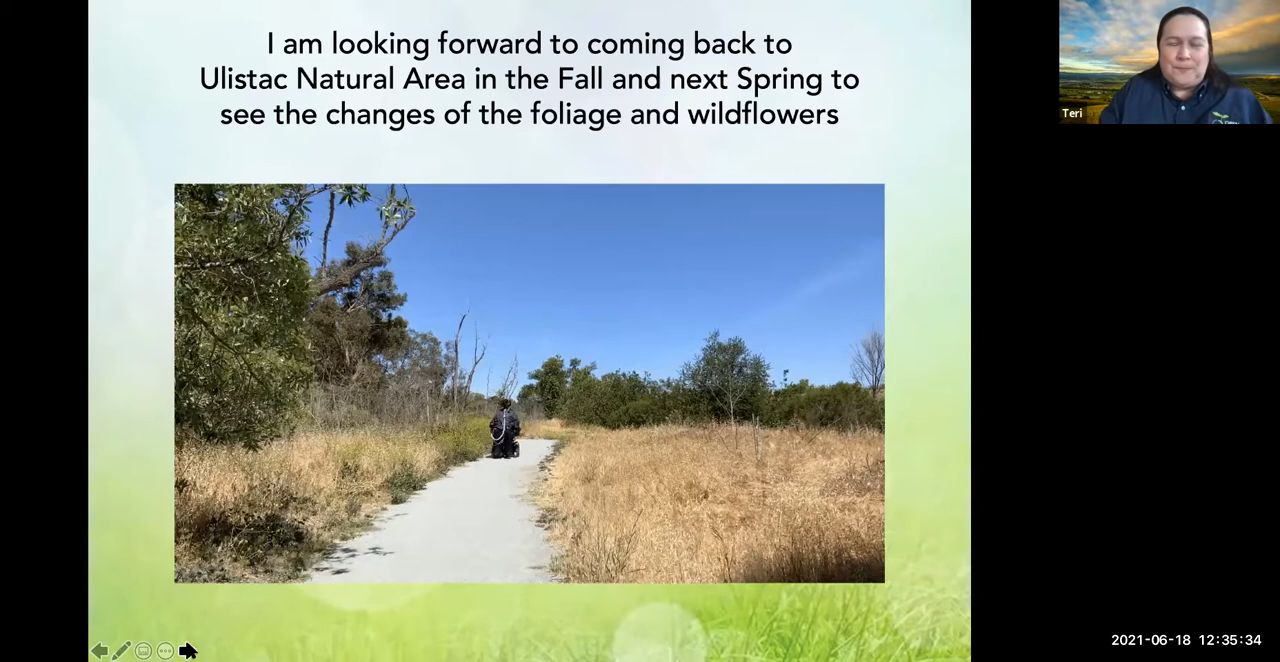 I am looking forward to coming back to
Ulistac Natural Area in the Fall and next Spring to
see the changes of the foliage and wildflowers
Teri
2021-06-18 12:35:34